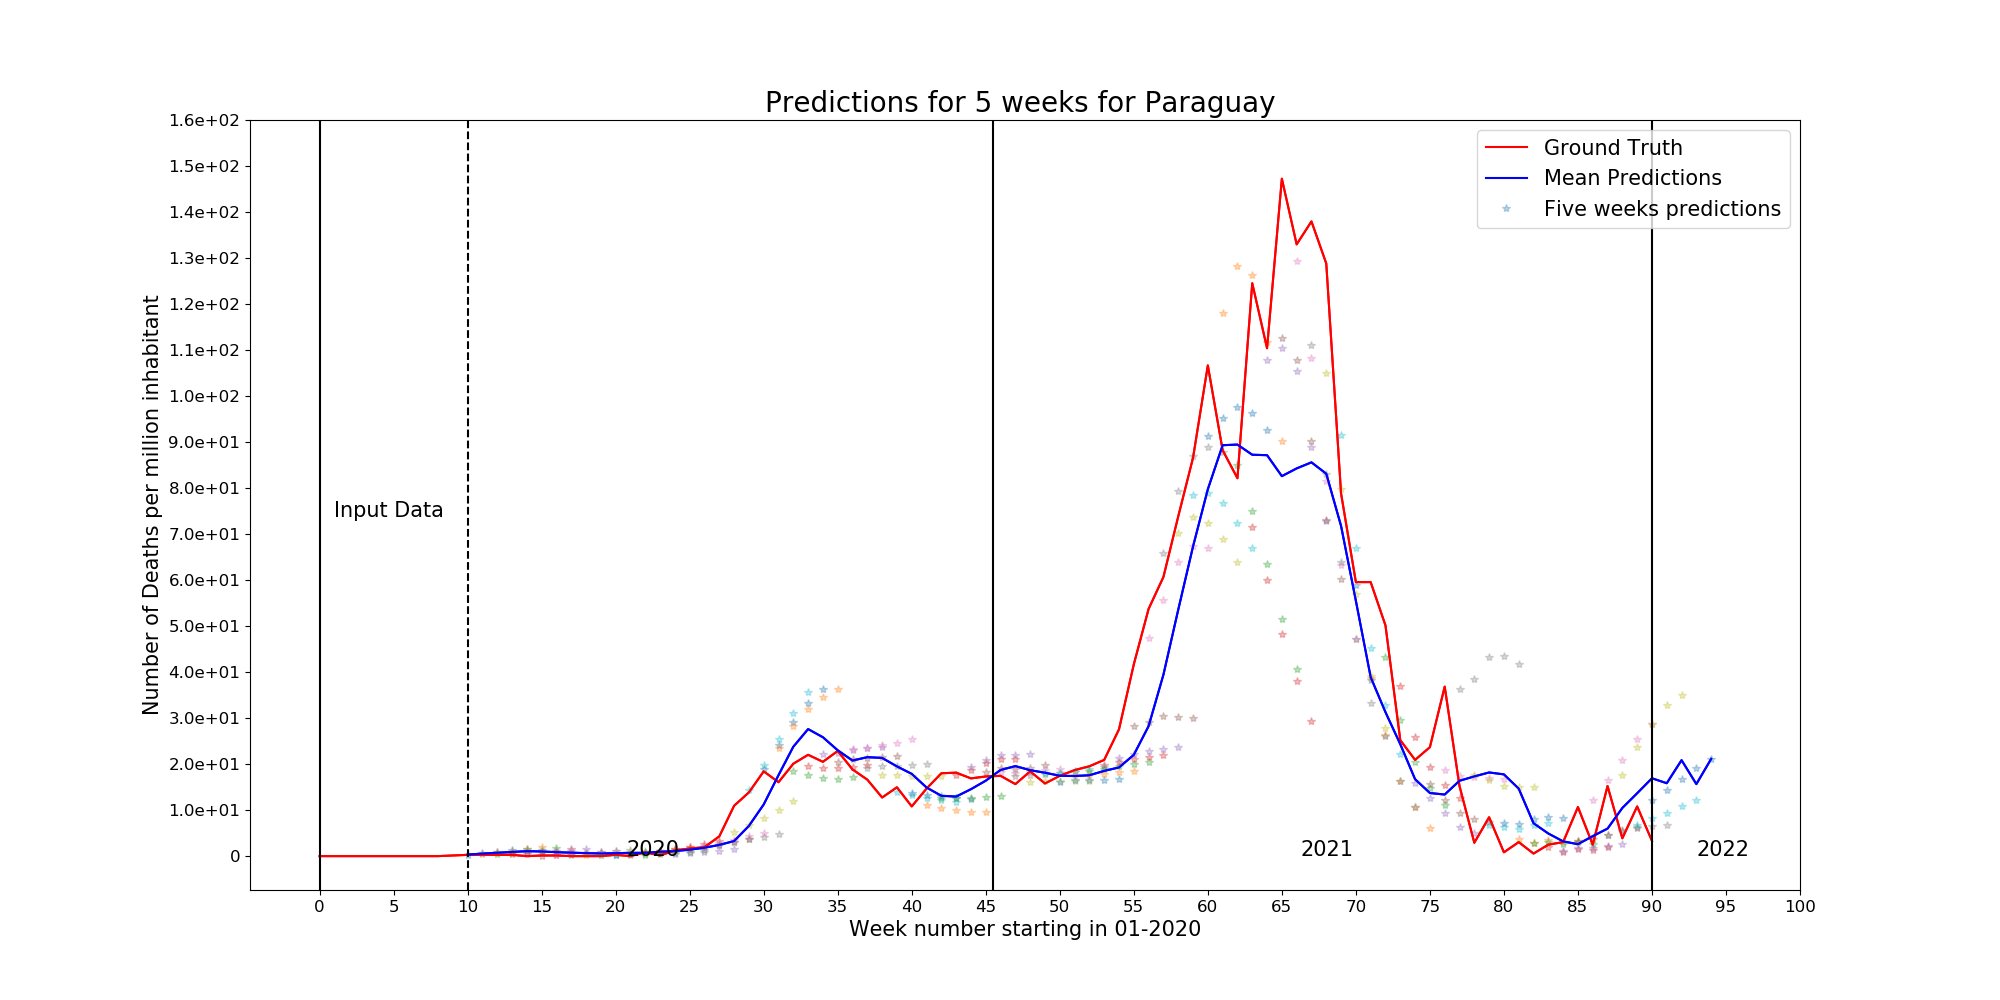 Predictions for 5 weeks for Paraguay
1.6e+02
1.5e+02
1.4e+02
1.3e+02
1.2e+02
1.1e+02
1.0e+02
9.0e+01
8.0e+01
7.0e+01
6.0e+01
5.0e+01
4.0e+01
3.0e+01
2.0e+01
1.0e+01
0
Number of Deaths per million inhabitant
Ground Truth
Mean Predictions
Five weeks predictions
Input Data
2020
2021
2022
0 5 10 15 20 25 30 35 40 45 50 55 60 65 70 75 80 85 90 95 100
Week number starting in 01-2020